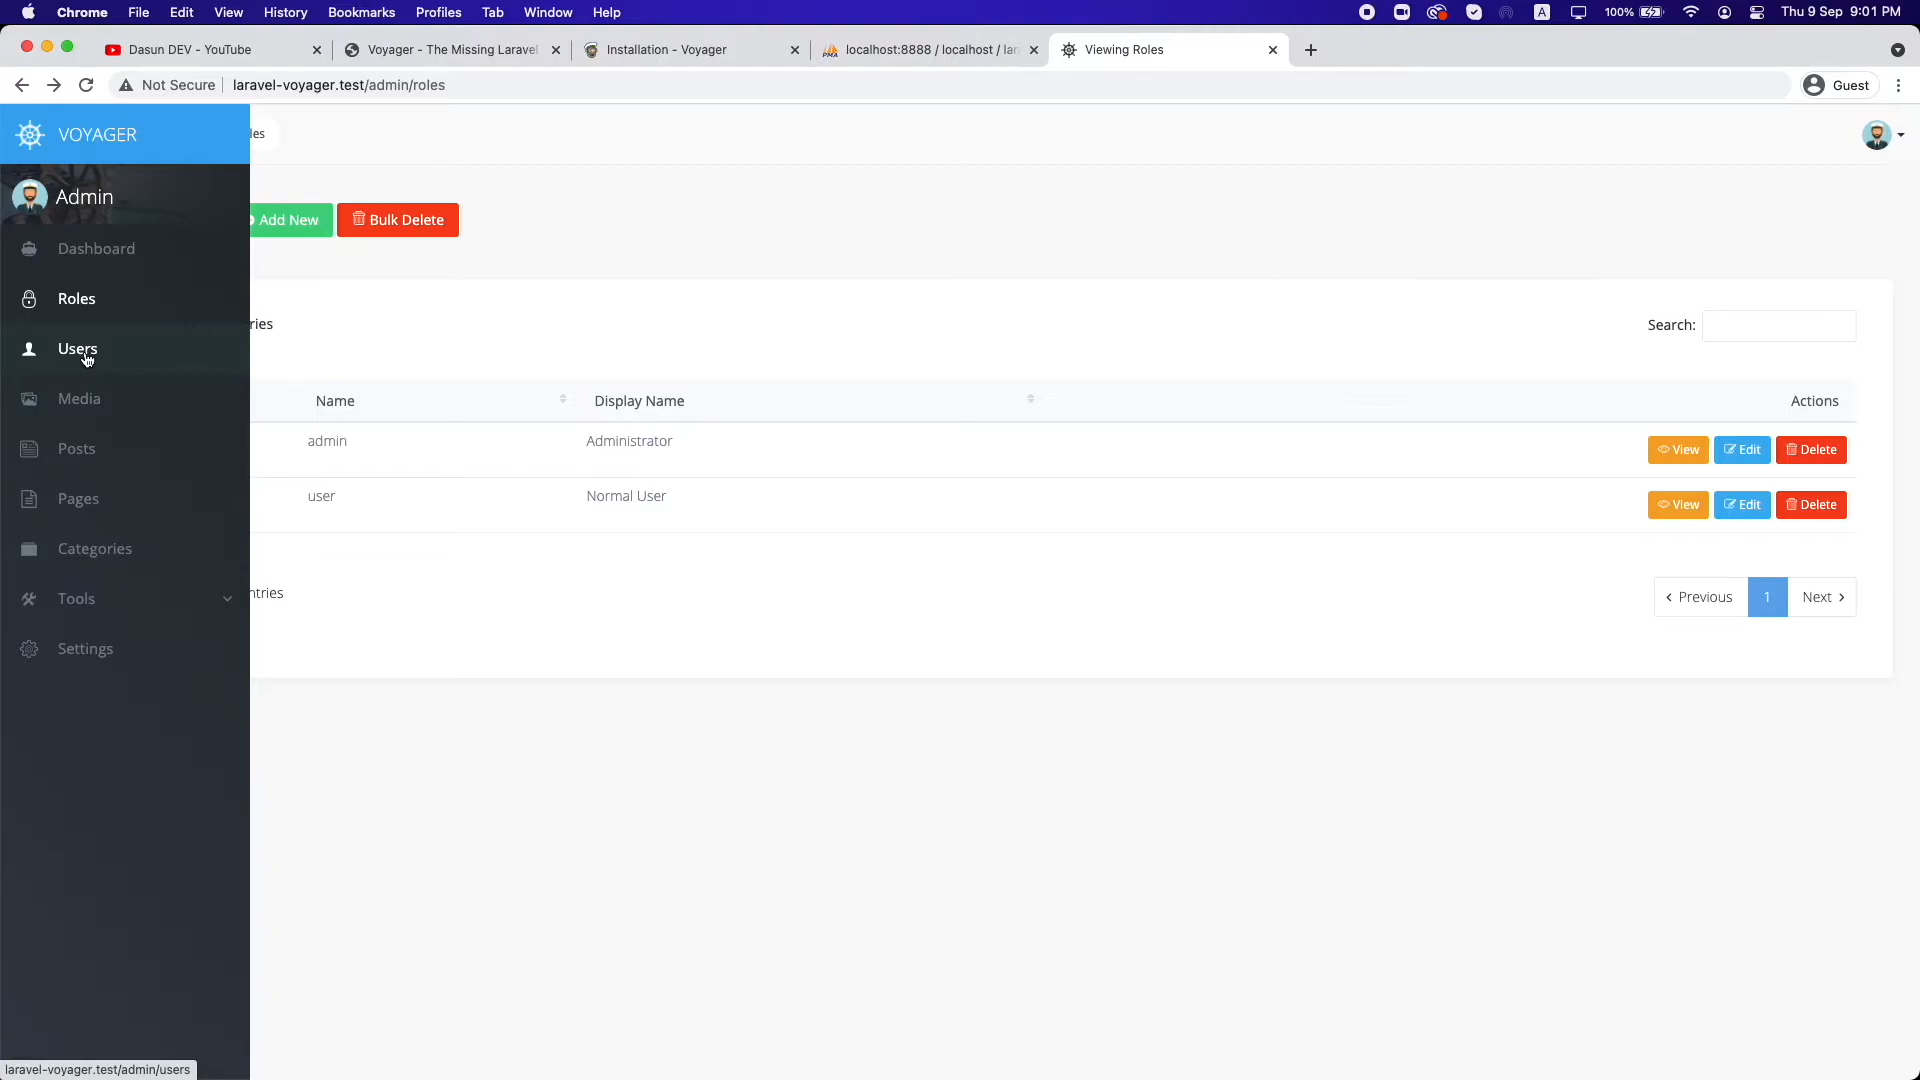 Chrome File Edit View History Bookmarks Profiles Tab Window Help A 100% Thu 9 Sep 9:01 PM
Dasun DEV - YouTube Voyager - The Missing Laravel Installation - Voyager PMA localhost:8888 / localhost / lar Viewing Roles
Not Secure laravel-voyager.test/admin/roles Guest
VOYAGER les
Admin
Add New Bulk Delete
Dashboard
Roles
ries Search:
Users
Media
Name Display Name Actions
admin Administrator View Edit Delete
Posts
user Normal User View Edit Delete
Pages
Categories
Tools
ntries Previous 1 Next
Settings
laravel-voyager.test/admin/users